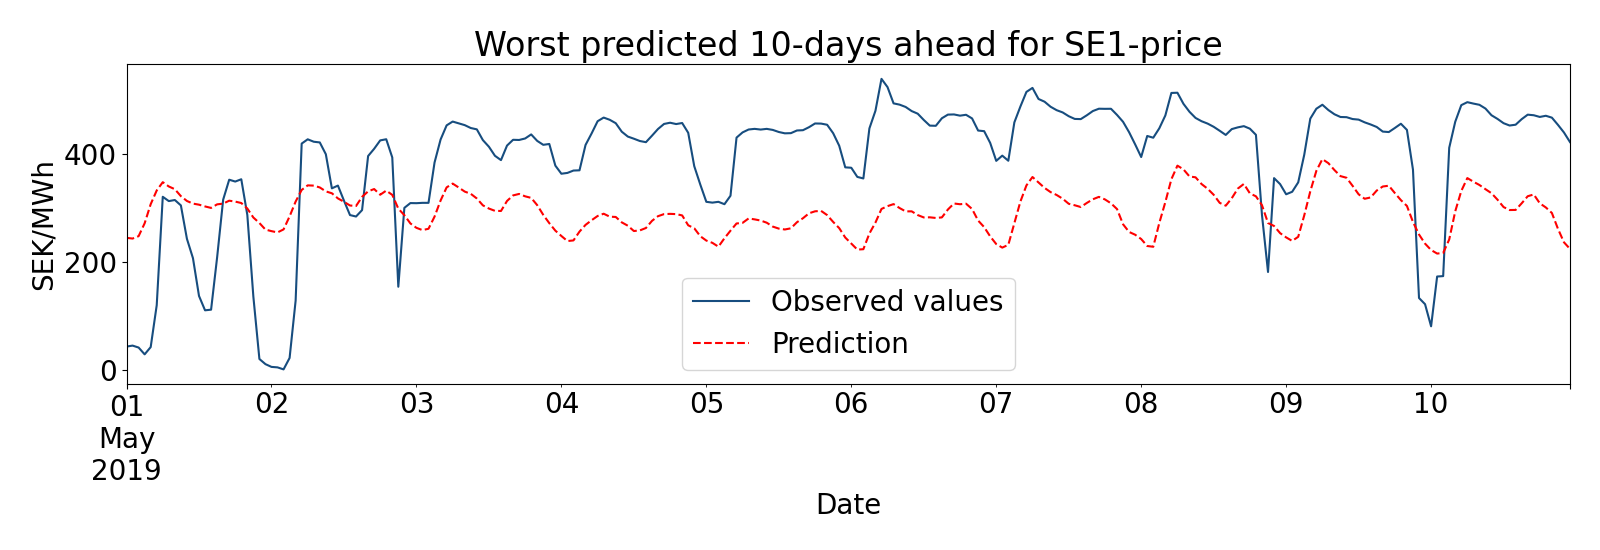 Worst predicted 10-days ahead for SE1-price
SEK/MWh
400
200
0
Observed values
Prediction
01 02 03 04 05 06 07 08 09 10
May
2019
Date